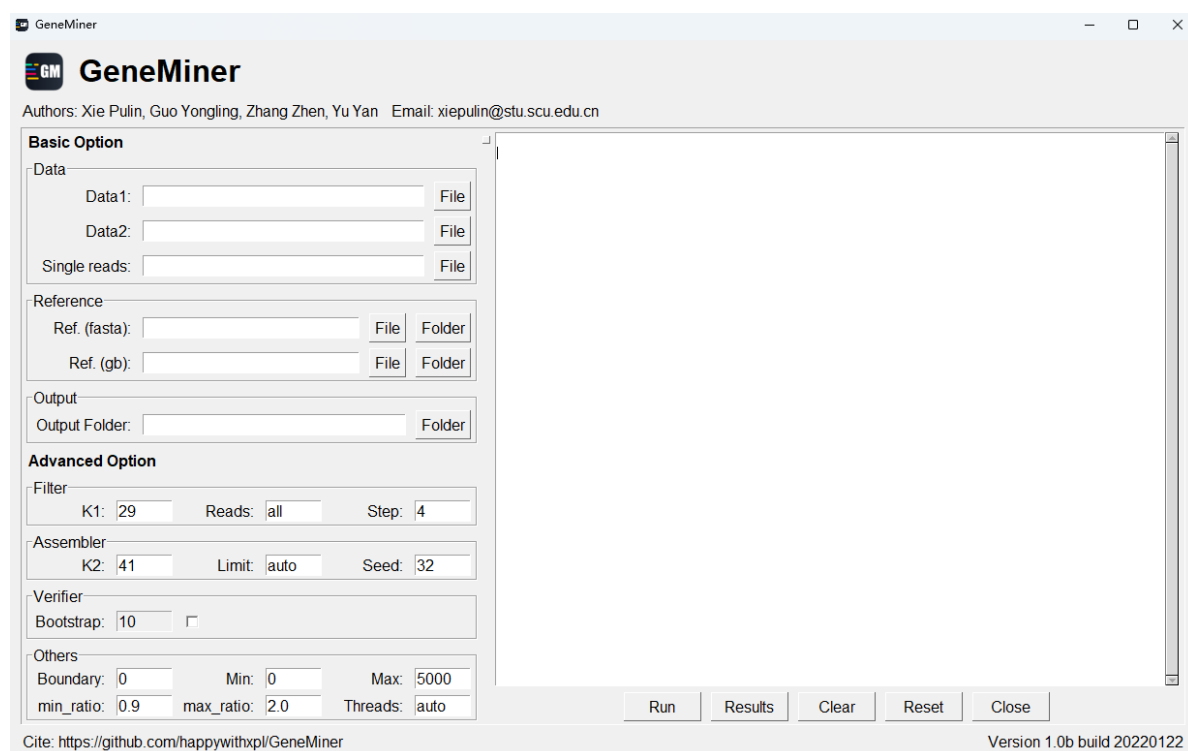 GeneMiner
GM GeneMiner
Authors: Xie Pulin, Guo Yongling, Zhang Zhen, Yu Yan Email: xiepulin@stu.scu.edu.cn
Basic Option
Data
Data1: File
Data2: File
Single reads: File
Reference
Ref. (fasta): File Folder
Ref. (gb): File Folder
Output
Output Folder: Folder
Advanced Option
Filter
K1: 29 Reads: all Step: 4
Assembler
K2: 41 Limit: auto Seed: 32
Verifier
Bootstrap: 10
Others
Boundary: 0 Min: 0 Max: 5000
min_ratio: 0.9 max_ratio: 2.0 Threads: auto
Run Results Clear Reset Close
Cite: https://github.com/happywithxpl/GeneMiner Version 1.0b build 20220122